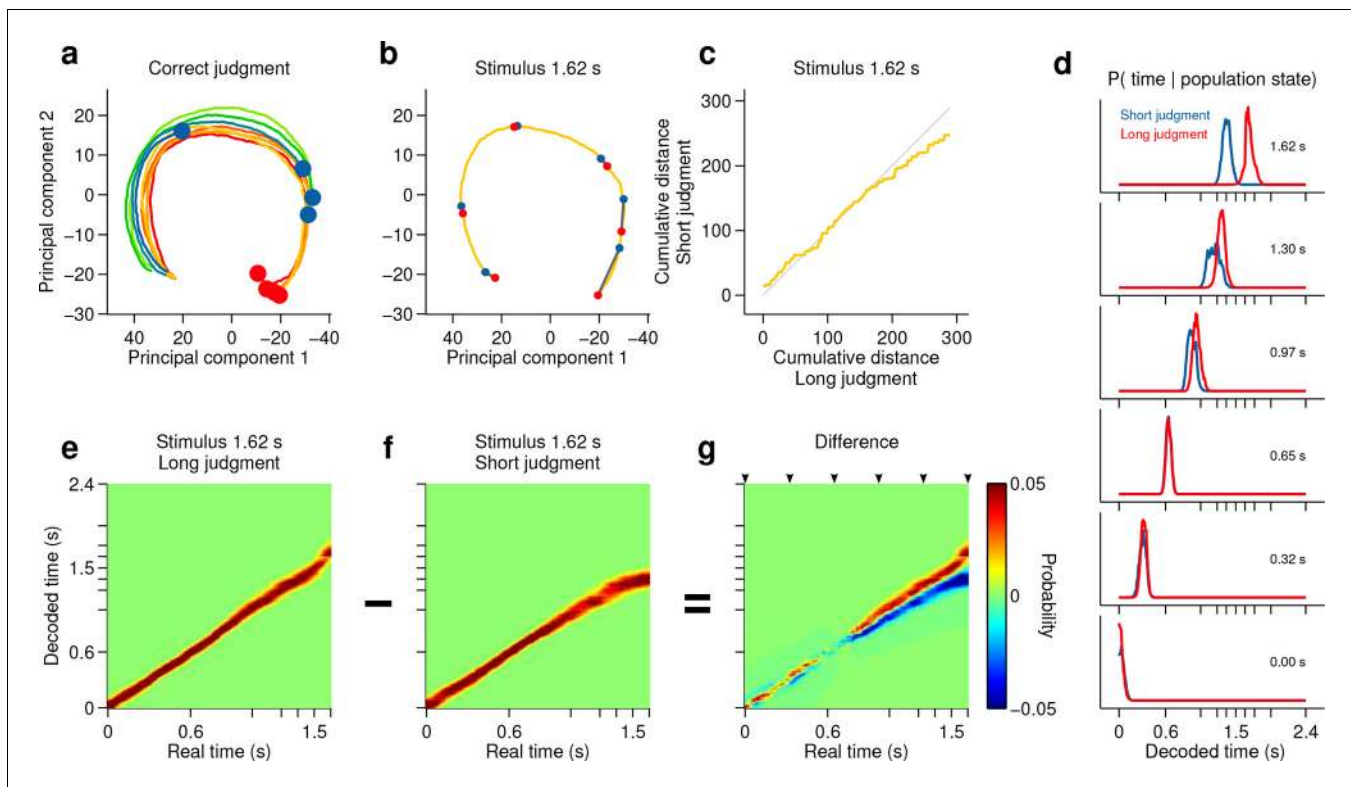 a
Correct judgment
Principal component 2
20
10
0
−10
−20
−30
40
20
0
−20
−40
Principal component 1
b
Stimulus 1.62 s
20
10
0
−10
−20
−30
40
20
0
−20
−40
Principal component 1
c
Stimulus 1.62 s
Cumulative distance
Short judgment
300
200
100
0
0
100
200
300
Cumulative distance
Long judgment
d
P( time | population state)
Short judgment
Long judgment
1.62 s
1.30 s
0.97 s
0.65 s
0.32 s
0.00 s
0
0.6
1.5
2.4
Decoded time (s)
e
Stimulus 1.62 s
Long judgment
Decoded time (s)
2.4
1.5
0.6
0
0
0.6
1.5
Real time (s)
f
Stimulus 1.62 s
Short judgment
0
0.6
1.5
Real time (s)
g
Difference
0
0.6
1.5
Real time (s)
0.05
0
−0.05
Probability